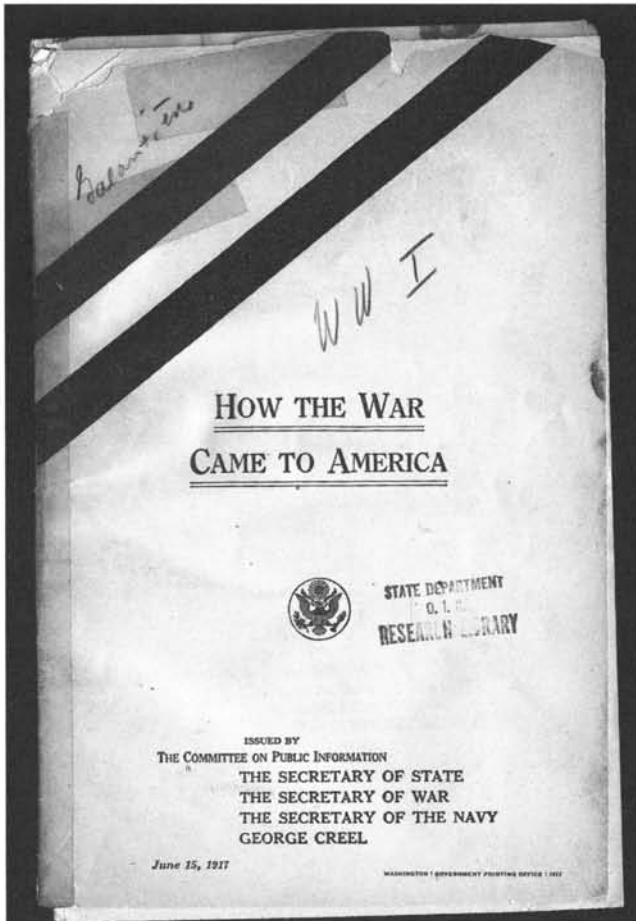 WW I
HOW THE WAR
CAME TO AMERICA
STATE DEPARTMENT
O. I.
RESEARCH LIBRARY
ISSUED BY
THE COMMITTEE ON PUBLIC INFORMATION
THE SECRETARY OF STATE
THE SECRETARY OF WAR
THE SECRETARY OF THE NAVY
GEORGE CREEL
June 15, 1917
WASHINGTON : GOVERNMENT PRINTING OFFICE : 1917